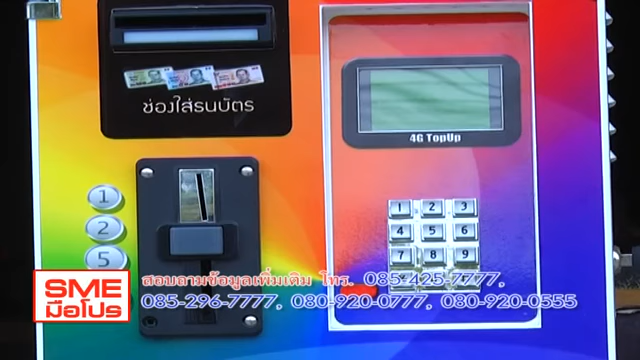 ช่องใส่ธนบัตร
4G TopUp
1 2 3
4 5 6
7 8 9
1
2
5
สอบถามข้อมูลเพิ่มเติม โทร. 085-425-7777,
085-296-7777, 080-920-0777, 080-920-0555
SME
มือโปร